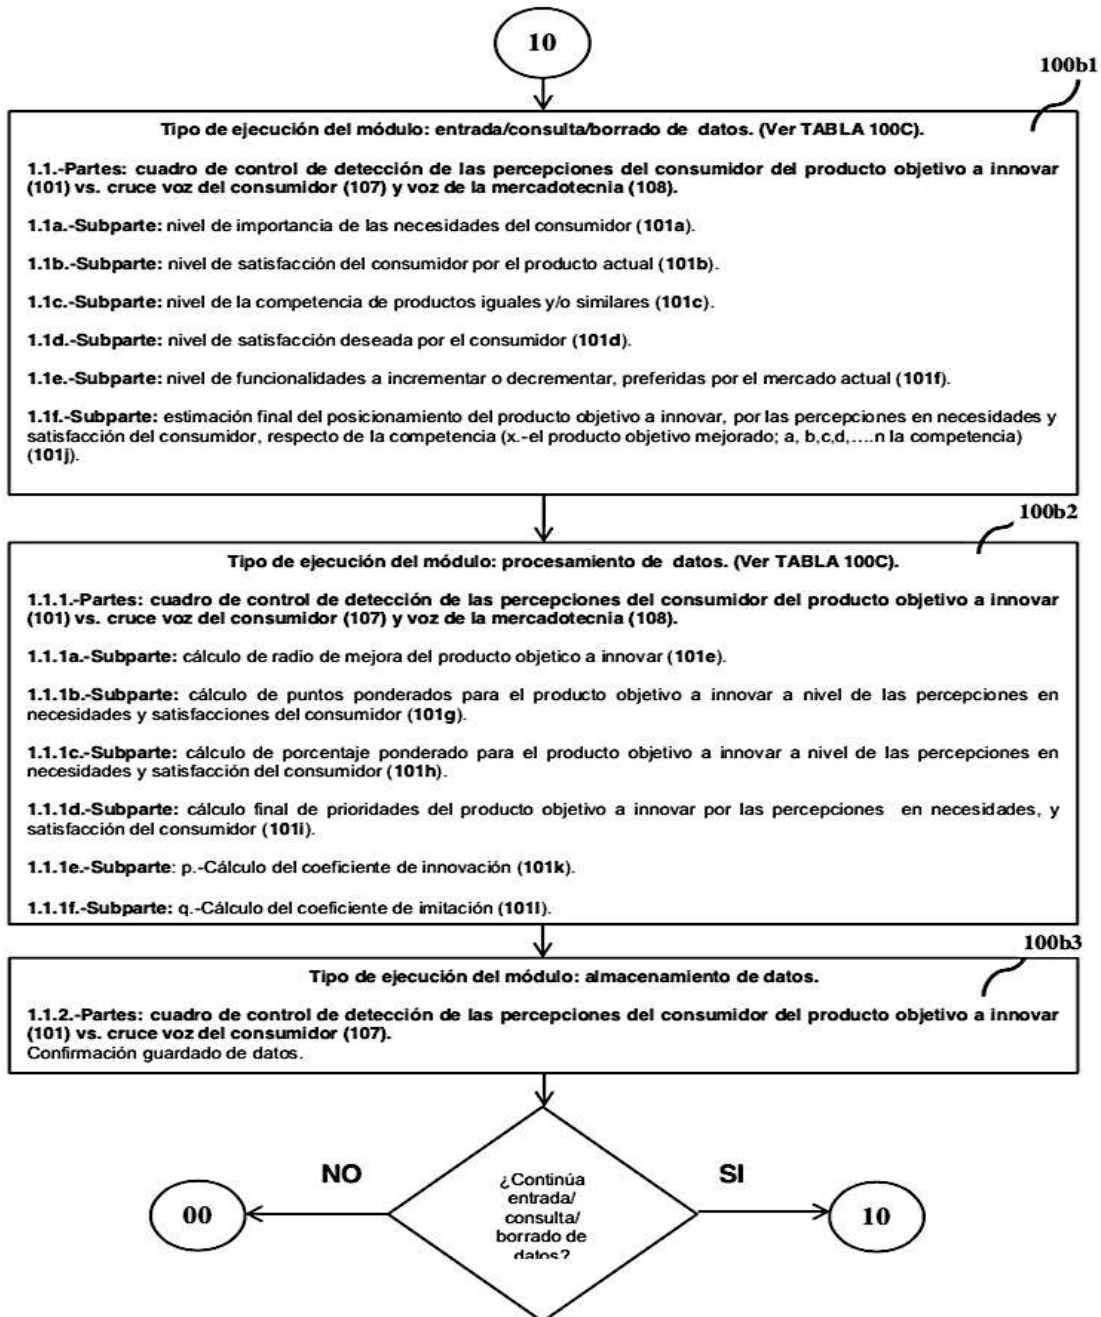 10
100b1
Tipo de ejecución del módulo: entrada/consulta/borrado de datos. (Ver TABLA 100C).
1.1.-Partes: cuadro de control de detección de las percepciones del consumidor del producto objetivo a innovar
(101) vs. cruce voz del consumidor (107) y voz de la mercadotecnia (108).
1.1a.-Subparte: nivel de importancia de las necesidades del consumidor (101a).
1.1b.-Subparte: nivel de satisfacción del consumidor por el producto actual (101b).
1.1c.-Subparte: nivel de la competencia de productos iguales y/o similares (101c).
1.1d.-Subparte: nivel de satisfacción deseada por el consumidor (101d).
1.1e.-Subparte: nivel de funcionalidades a incrementar o decrementar, preferidas por el mercado actual (101f).
1.1f.-Subparte: estimación final del posicionamiento del producto objetivo a innovar, por las percepciones en necesidades y
satisfacción del consumidor, respecto de la competencia (x.-el producto objetivo mejorado; a, b,c,d,....n la competencia)
(101j).
100b2
Tipo de ejecución del módulo: procesamiento de datos. (Ver TABLA 100C).
1.1.1.-Partes: cuadro de control de detección de las percepciones del consumidor del producto objetivo a innovar
(101) vs. cruce voz del consumidor (107) y voz de la mercadotecnia (108).
1.1.1a.-Subparte: cálculo de radio de mejora del producto objetico a innovar (101e).
1.1.1b.-Subparte: cálculo de puntos ponderados para el producto objetivo a innovar a nivel de las percepciones en
necesidades y satisfacciones del consumidor (101g).
1.1.1c.-Subparte: cálculo de porcentaje ponderado para el producto objetivo a innovar a nivel de las percepciones en
necesidades y satisfacción del consumidor (101h).
1.1.1d.-Subparte: cálculo final de prioridades del producto objetivo a innovar por las percepciones en necesidades, y
satisfacción del consumidor (101i).
1.1.1e.-Subparte: p.-Cálculo del coeficiente de innovación (101k).
1.1.1f.-Subparte: q.-Cálculo del coeficiente de imitación (101l).
100b3
Tipo de ejecución del módulo: almacenamiento de datos.
1.1.2.-Partes: cuadro de control de detección de las percepciones del consumidor del producto objetivo a innovar
(101) vs. cruce voz del consumidor (107).
Confirmación guardado de datos.
NO
SI
¿Continúa
entrada/
consulta/
borrado de
datos?
00
10